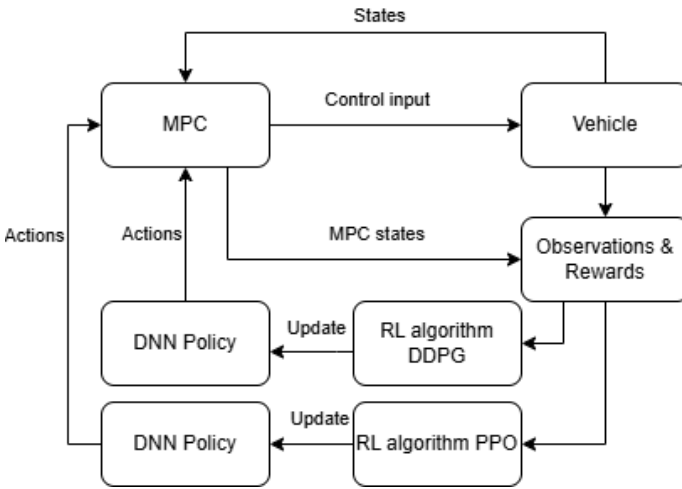 States
MPC
Control input
Vehicle
Actions
Actions
MPC states
Observations &
Rewards
DNN Policy
Update
RL algorithm
DDPG
DNN Policy
Update
RL algorithm PPO